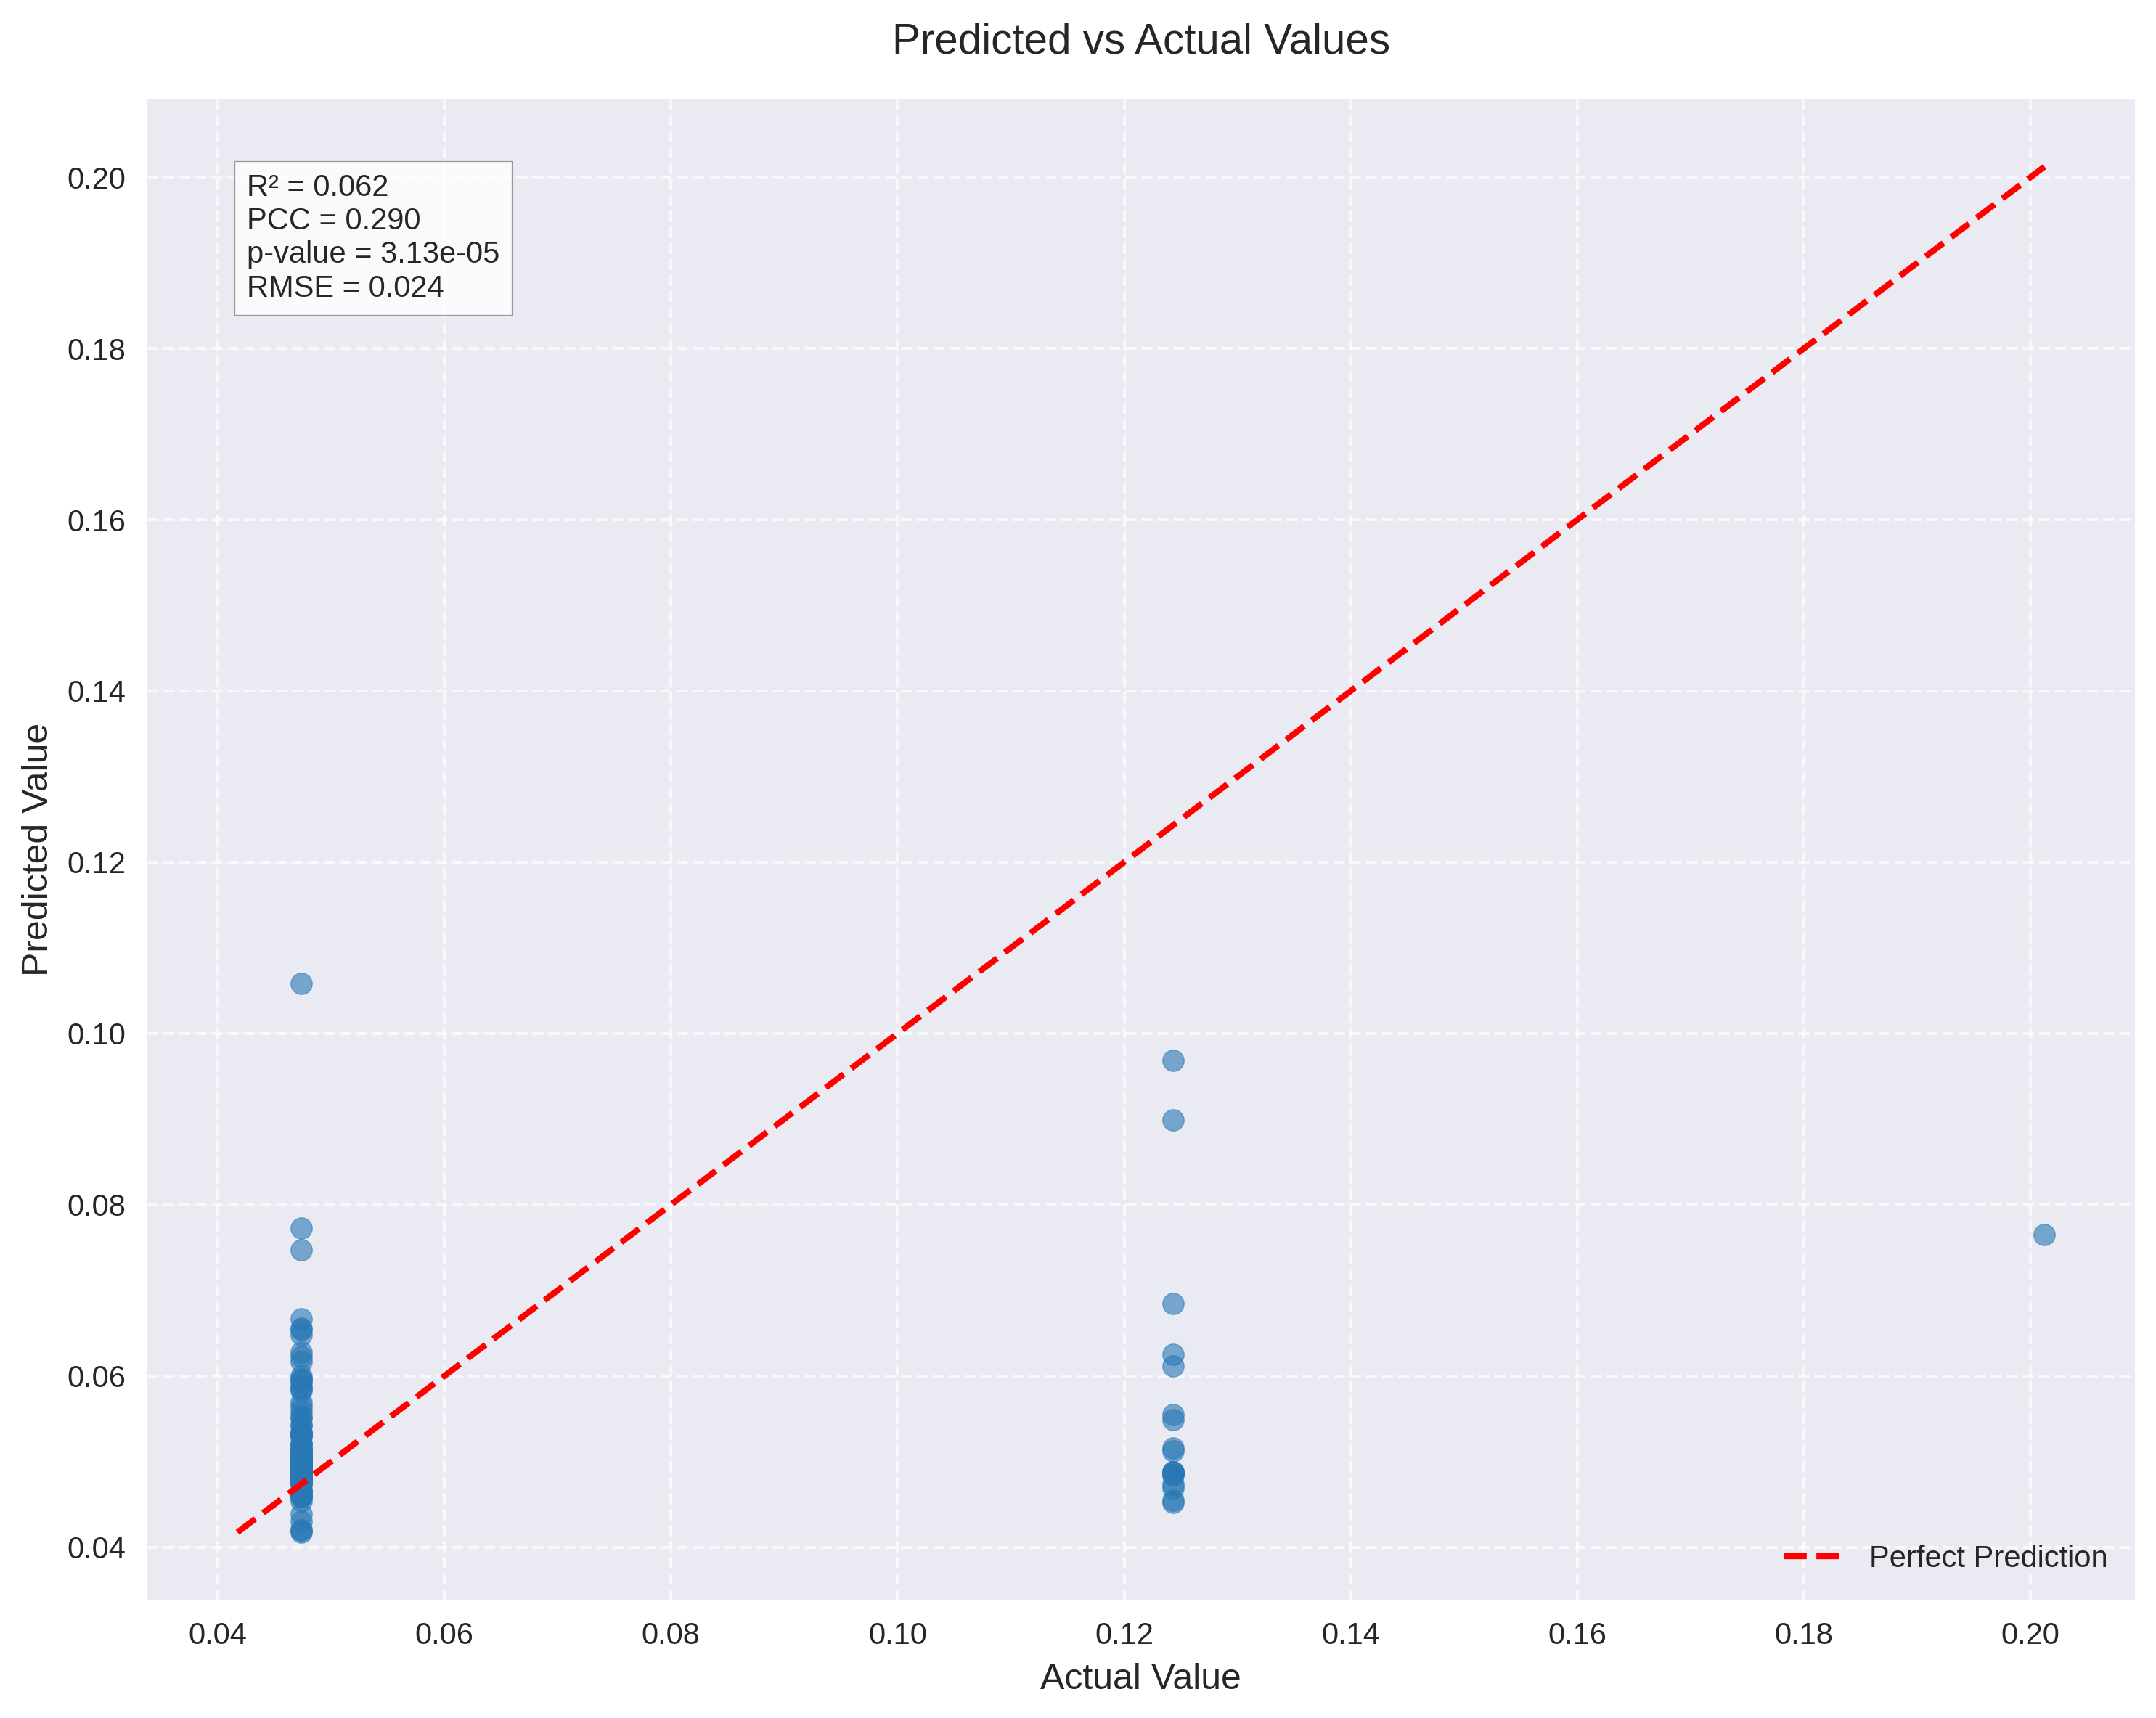 Predicted vs Actual Values
R² = 0.062
PCC = 0.290
p-value = 3.13e-05
RMSE = 0.024
Predicted Value
0.20
0.18
0.16
0.14
0.12
0.10
0.08
0.06
0.04
Perfect Prediction
0.04 0.06 0.08 0.10 0.12 0.14 0.16 0.18 0.20
Actual Value